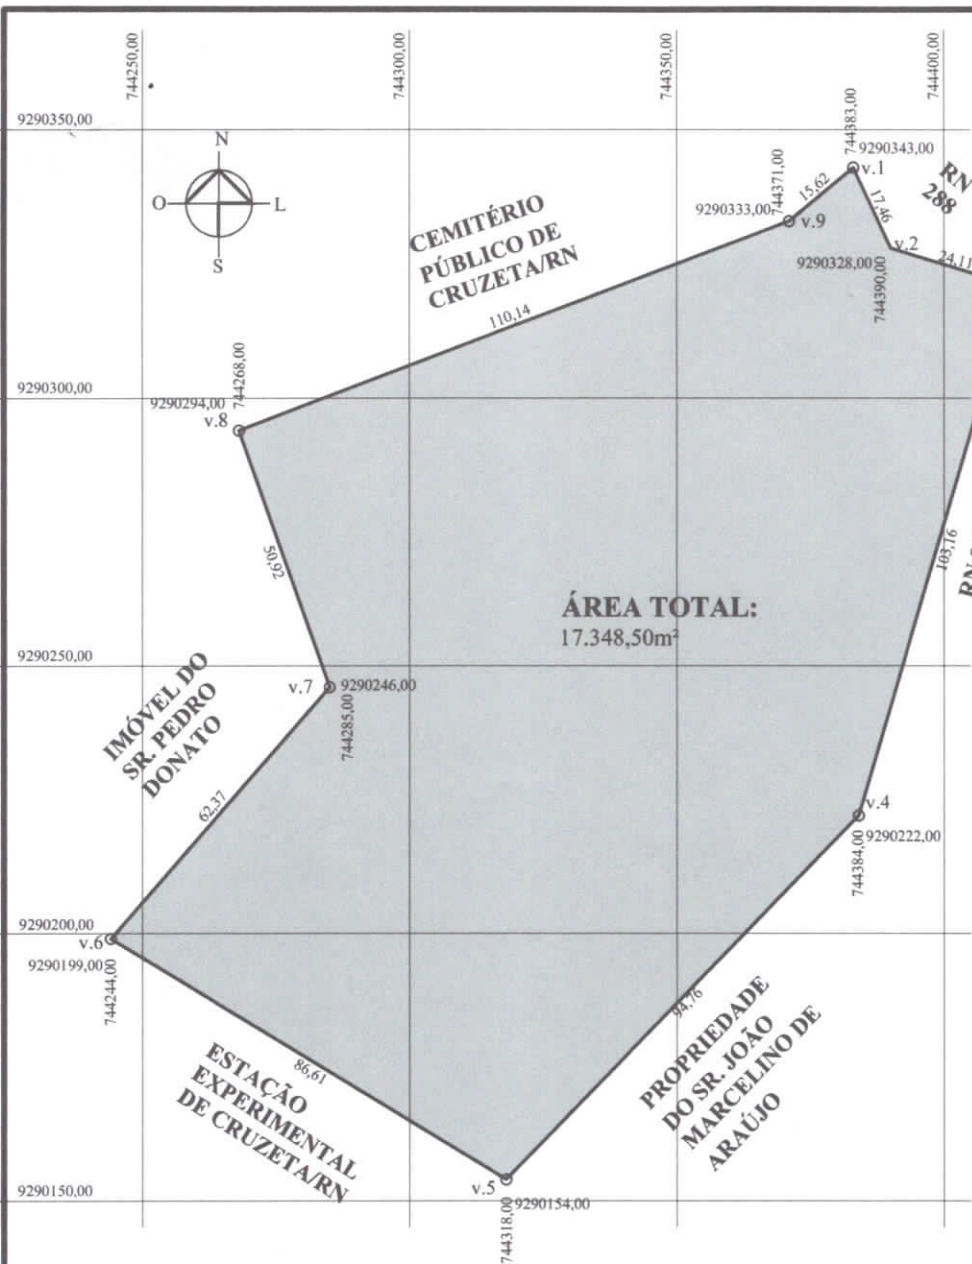 744250,00
744300,00
744350,00
744400,00
9290350,00
N
O
L
S
744383,00
9290343,00
v.1
RN
288
744371,00
15,62
17,46
9290333,00
v.9
v.2
24,11
9290328,00
744390,00
CEMITÉRIO
PÚBLICO DE
CRUZETA/RN
110,14
744268,00
9290300,00
9290294,00
v.8
50,92
103,16
RN
ÁREA TOTAL:
17.348,50m²
9290250,00
v.7
9290246,00
744285,00
IMÓVEL DO
SR. PEDRO
DONATO
62,37
v.4
9290222,00
744384,00
9290200,00
v.6
9290199,00
744244,00
94,76
PROPRIEDADE
DO SR. JOÃO
MARCELINO DE
ARAÚJO
86,61
ESTAÇÃO
EXPERIMENTAL
DE CRUZETA/RN
9290150,00
v.5
9290154,00
744318,00